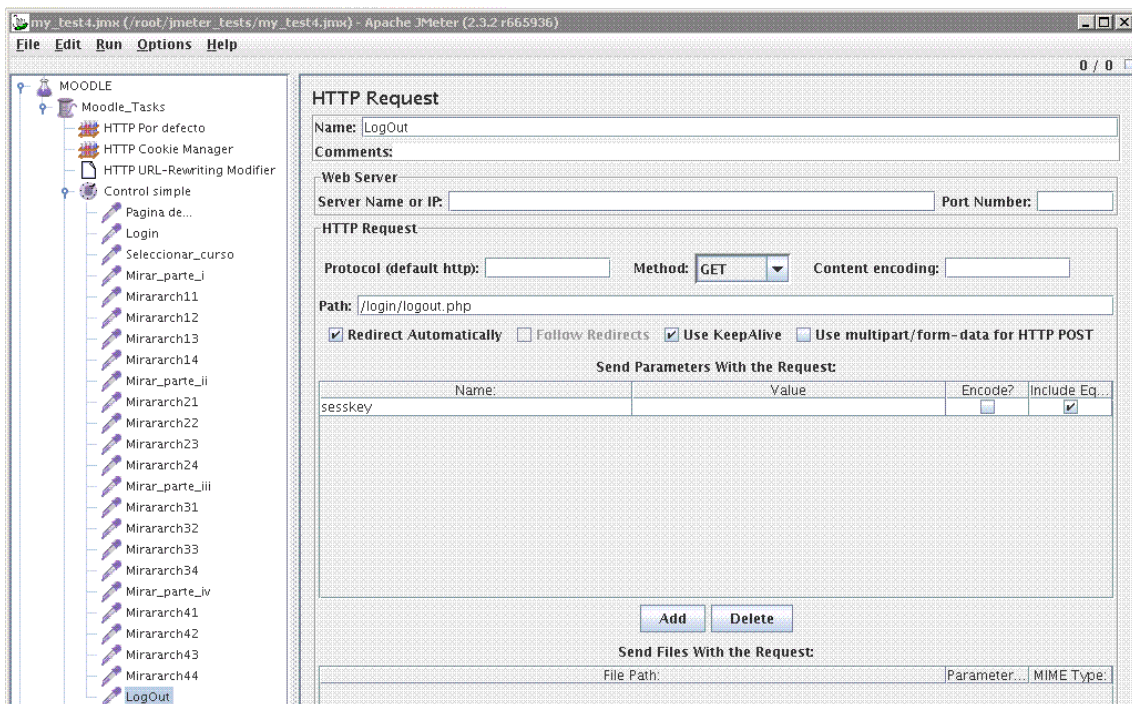 my_test4.jmx (/root/jmeter_tests/my_test4.jmx) - Apache JMeter (2.3.2 r665936)
File Edit Run Options Help
0 / 0
MOODLE
Moodle_Tasks
HTTP Por defecto
HTTP Cookie Manager
HTTP URL-Rewriting Modifier
Control simple
Pagina de...
Login
Seleccionar_curso
Mirar_parte_i
Mirararch11
Mirararch12
Mirararch13
Mirararch14
Mirar_parte_ii
Mirararch21
Mirararch22
Mirararch23
Mirararch24
Mirar_parte_iii
Mirararch31
Mirararch32
Mirararch33
Mirararch34
Mirar_parte_iv
Mirararch41
Mirararch42
Mirararch43
Mirararch44
LogOut
HTTP Request
Name: LogOut
Comments:
Web Server
Server Name or IP: Port Number:
HTTP Request
Protocol (default http): Method: GET Content encoding:
Path: /login/logout.php
Redirect Automatically Follow Redirects Use KeepAlive Use multipart/form-data for HTTP POST
Send Parameters With the Request:
Name: Value Encode? Include Eq...
sesskey
Add Delete
Send Files With the Request:
File Path: Parameter... MIME Type: